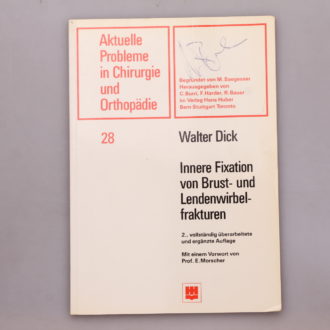 Aktuelle
Probleme
in Chirurgie
und
Orthopädie
Begründet von M. Saegesser
Herausgegeben von
C. Burri, F. Harder, R. Bauer
Im Verlag Hans Huber
Bern Stuttgart Toronto
28
Walter Dick
Innere Fixation
von Brust- und
Lendenwirbel-
frakturen
2., vollständig überarbeitete
und ergänzte Auflage
Mit einem Vorwort von
Prof. E. Morscher